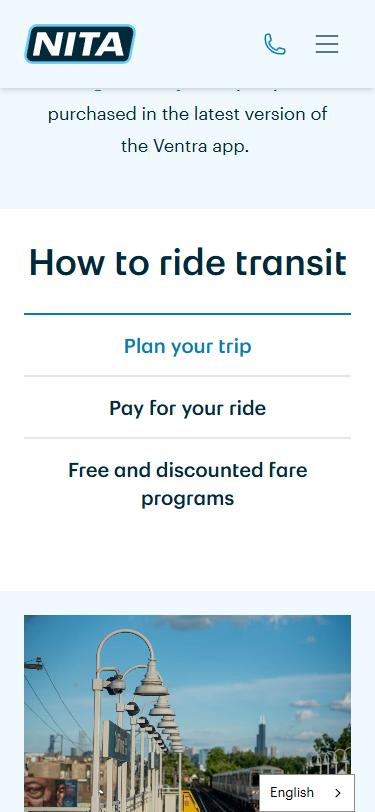 NITA
purchased in the latest version of
the Ventra app.
How to ride transit
Plan your trip
Pay for your ride
Free and discounted fare
programs
English